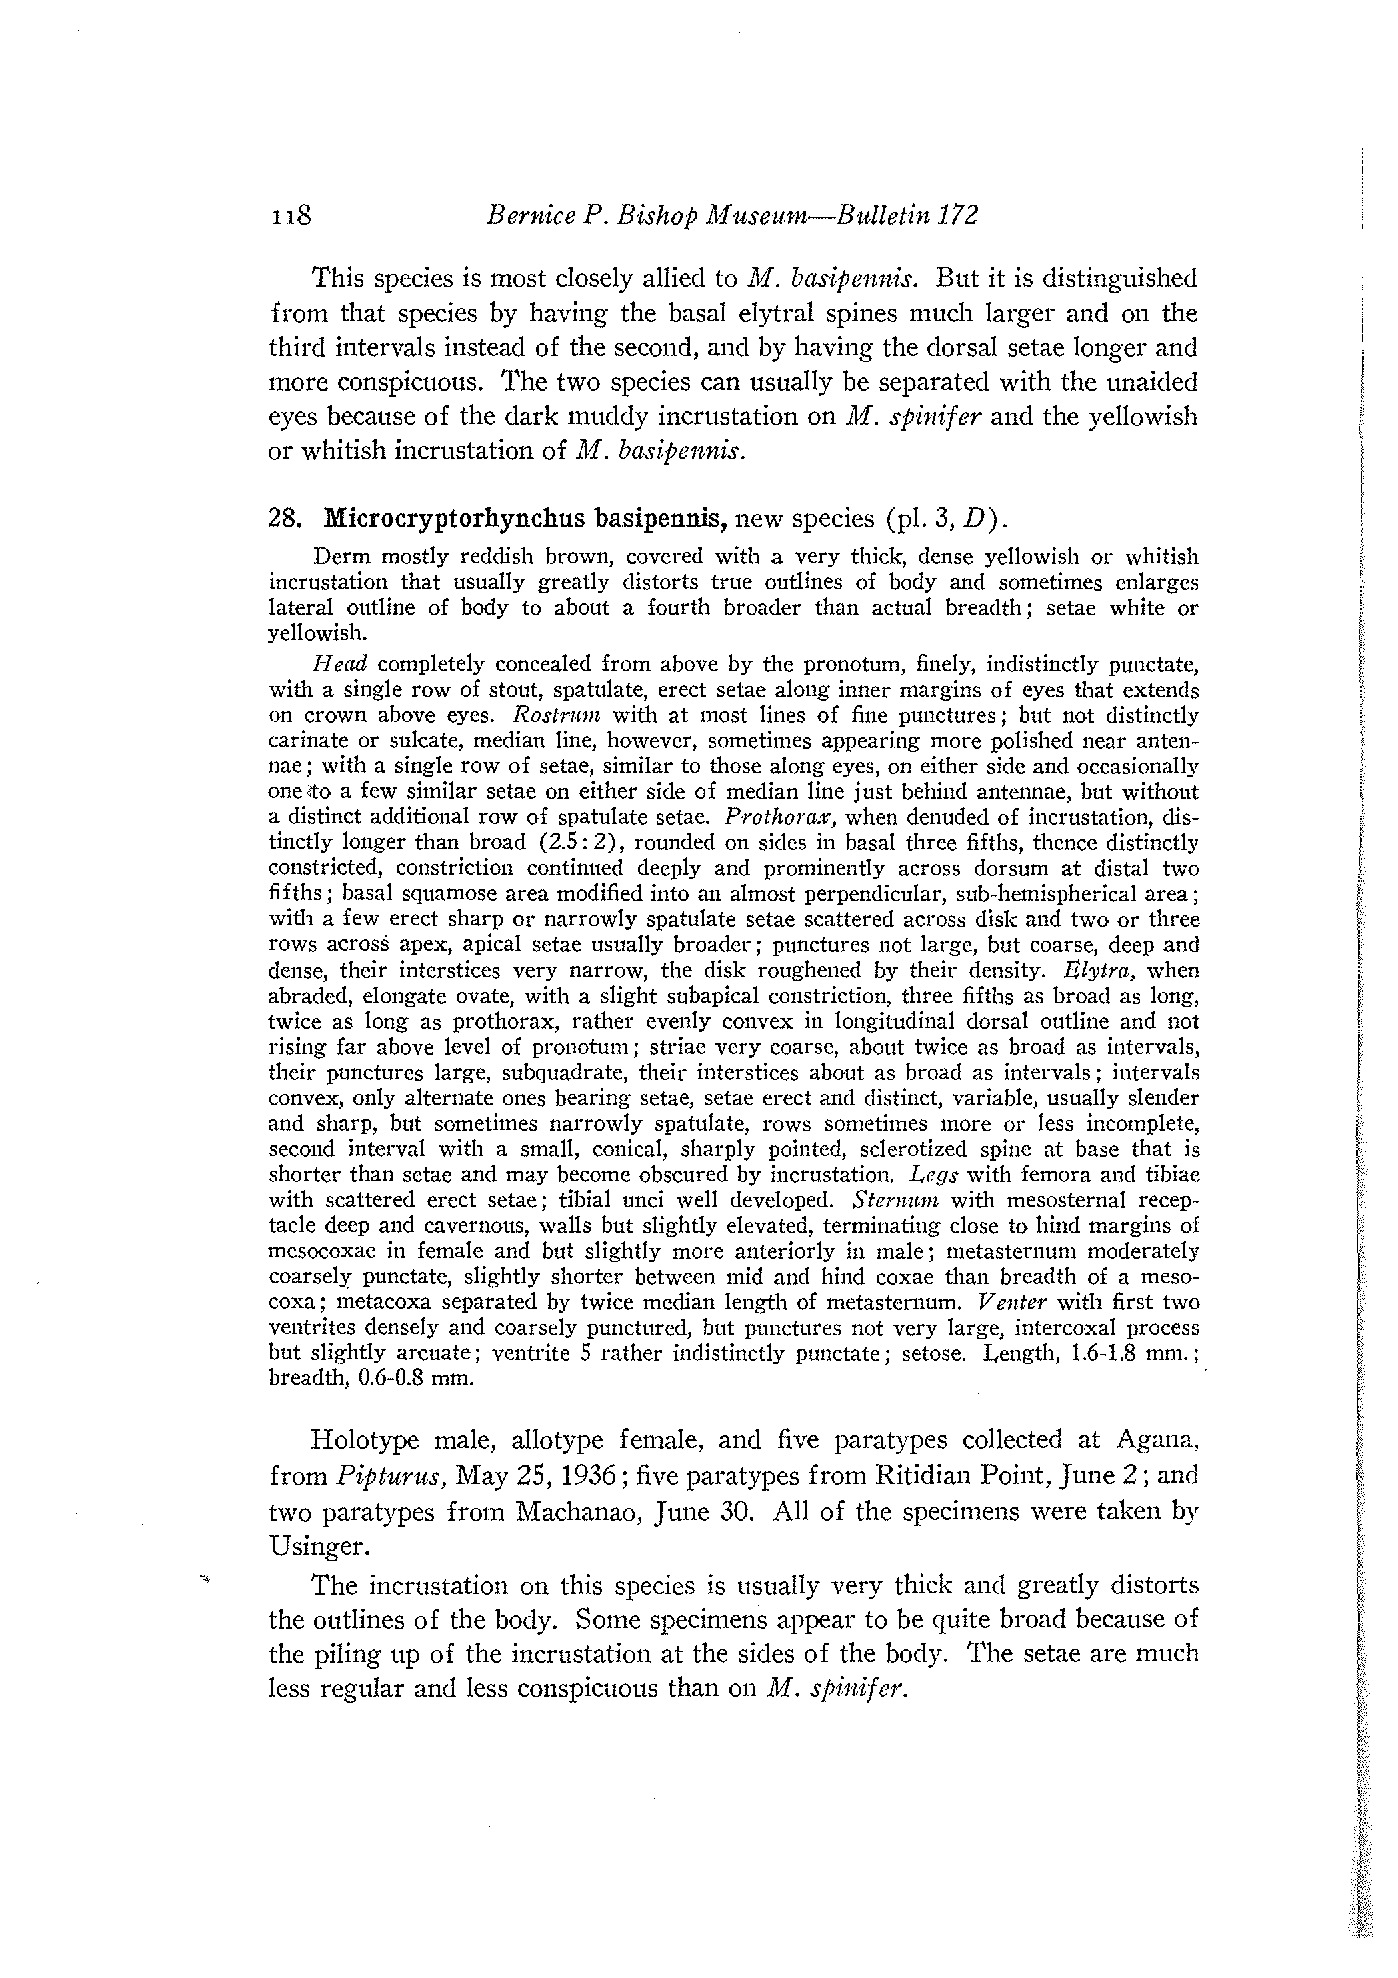 118 Bernice P. Bishop Museum—Bulletin 172
This species is most closely allied to M. basipennis. But it is distinguished
from that species by having the basal elytral spines much larger and on the
third intervals instead of the second, and by having the dorsal setae longer and
more conspicuous. The two species can usually be separated with the unaided
eyes because of the dark muddy incrustation on M. spinifer and the yellowish
or whitish incrustation of M. basipennis.
28. Microcryptorhynchus basipennis, new species (pl. 3, D).
Derm mostly reddish brown, covered with a very thick, dense yellowish or whitish
incrustation that usually greatly distorts true outlines of body and sometimes enlarges
lateral outline of body to about a fourth broader than actual breadth; setae white or
yellowish.
Head completely concealed from above by the pronotum, finely, indistinctly punctate,
with a single row of stout, spatulate, erect setae along inner margins of eyes that extends
on crown above eyes. Rostrum with at most lines of fine punctures; but not distinctly
carinate or sulcate, median line, however, sometimes appearing more polished near anten-
nae; with a single row of setae, similar to those along eyes, on either side and occasionally
one to a few similar setae on either side of median line just behind antennae, but without
a distinct additional row of spatulate setae. Prothorax, when denuded of incrustation, dis-
tinctly longer than broad (2.5:2), rounded on sides in basal three fifths, thence distinctly
constricted, constriction continued deeply and prominently across dorsum at distal two
fifths; basal squamose area modified into an almost perpendicular, sub-hemispherical area;
with a few erect sharp or narrowly spatulate setae scattered across disk and two or three
rows across apex, apical setae usually broader; punctures not large, but coarse, deep and
dense, their interstices very narrow, the disk roughened by their density. Elytra, when
abraded, elongate ovate, with a slight subapical constriction, three fifths as broad as long,
twice as long as prothorax, rather evenly convex in longitudinal dorsal outline and not
rising far above level of pronotum; striae very coarse, about twice as broad as intervals,
their punctures large, subquadrate, their interstices about as broad as intervals; intervals
convex, only alternate ones bearing setae, setae erect and distinct, variable, usually slender
and sharp, but sometimes narrowly spatulate, rows sometimes more or less incomplete,
second interval with a small, conical, sharply pointed, sclerotized spine at base that is
shorter than setae and may become obscured by incrustation. Legs with femora and tibiae
with scattered erect setae; tibial unci well developed. Sternum with mesosternal recep-
tacle deep and cavernous, walls but slightly elevated, terminating close to hind margins of
mesocoxae in female and but slightly more anteriorly in male; metasternum moderately
coarsely punctate, slightly shorter between mid and hind coxae than breadth of a meso-
coxa; metacoxa separated by twice median length of metasternum. Venter with first two
ventrites densely and coarsely punctured, but punctures not very large, intercoxal process
but slightly arcuate; ventrite 5 rather indistinctly punctate; setose. Length, 1.6-1.8 mm.;
breadth, 0.6-0.8 mm.
Holotype male, allotype female, and five paratypes collected at Agana,
from Pipturus, May 25, 1936; five paratypes from Ritidian Point, June 2; and
two paratypes from Machanao, June 30. All of the specimens were taken by
Usinger.
The incrustation on this species is usually very thick and greatly distorts
the outlines of the body. Some specimens appear to be quite broad because of
the piling up of the incrustation at the sides of the body. The setae are much
less regular and less conspicuous than on M. spinifer.